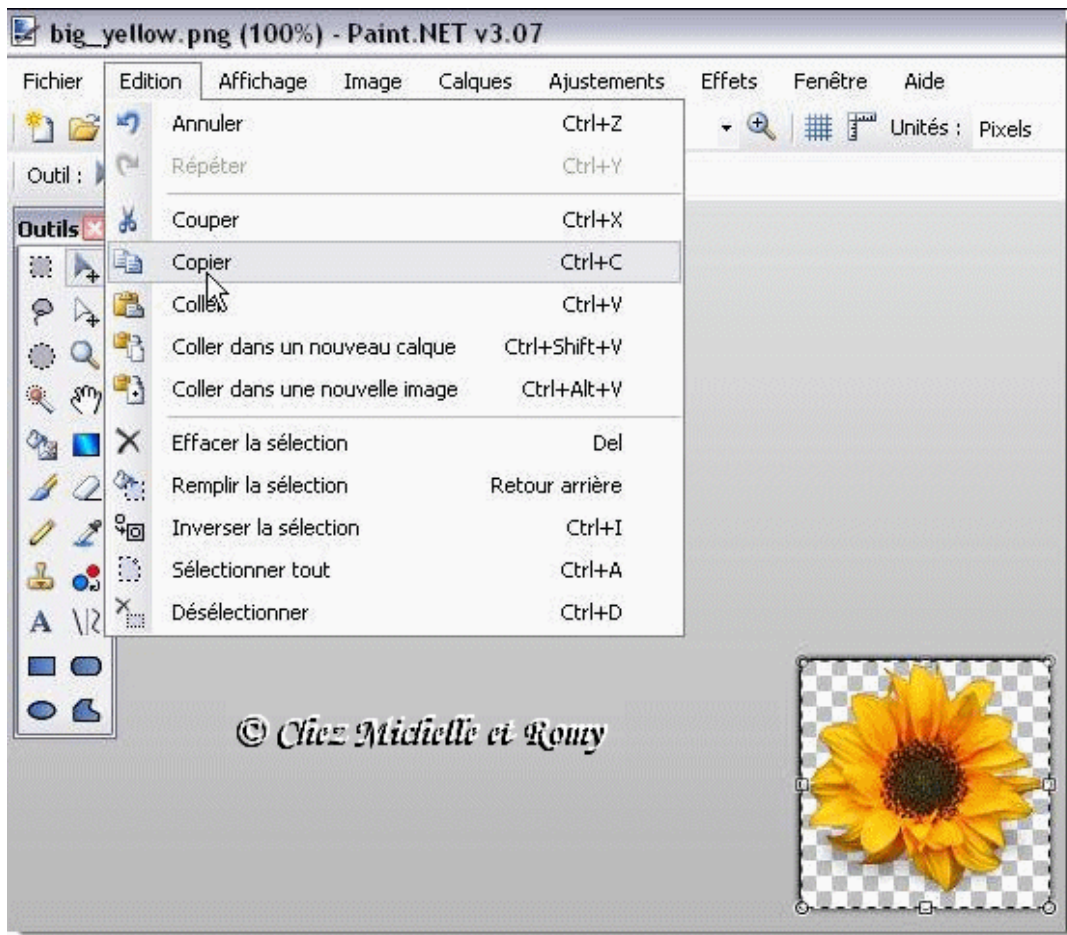 big_yellow.png (100%) - Paint.NET v3.07
Fichier Edition Affichage Image Calques Ajustements Effets Fenêtre Aide
Unités : Pixels
Outil :
Outils
Annuler Ctrl+Z
Répéter Ctrl+Y
Couper Ctrl+X
Copier Ctrl+C
Coller Ctrl+V
Coller dans un nouveau calque Ctrl+Shift+V
Coller dans une nouvelle image Ctrl+Alt+V
Effacer la sélection Del
Remplir la sélection Retour arrière
Inverser la sélection Ctrl+I
Sélectionner tout Ctrl+A
Désélectionner Ctrl+D
© Chez Michelle et Romy